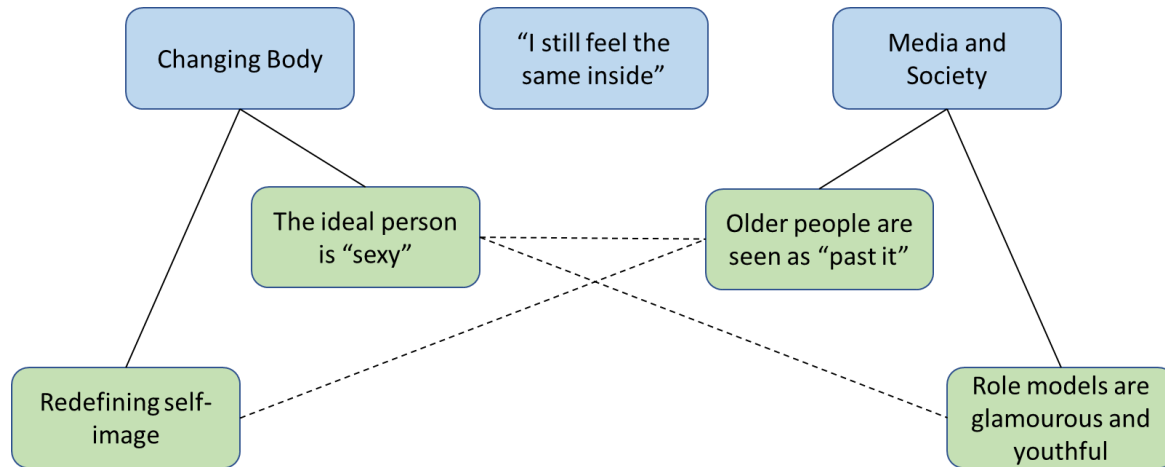 Changing Body
“I still feel the
same inside”
Media and
Society
The ideal person
is “sexy”
Older people are
seen as “past it”
Redefining self-
image
Role models are
glamourous and
youthful